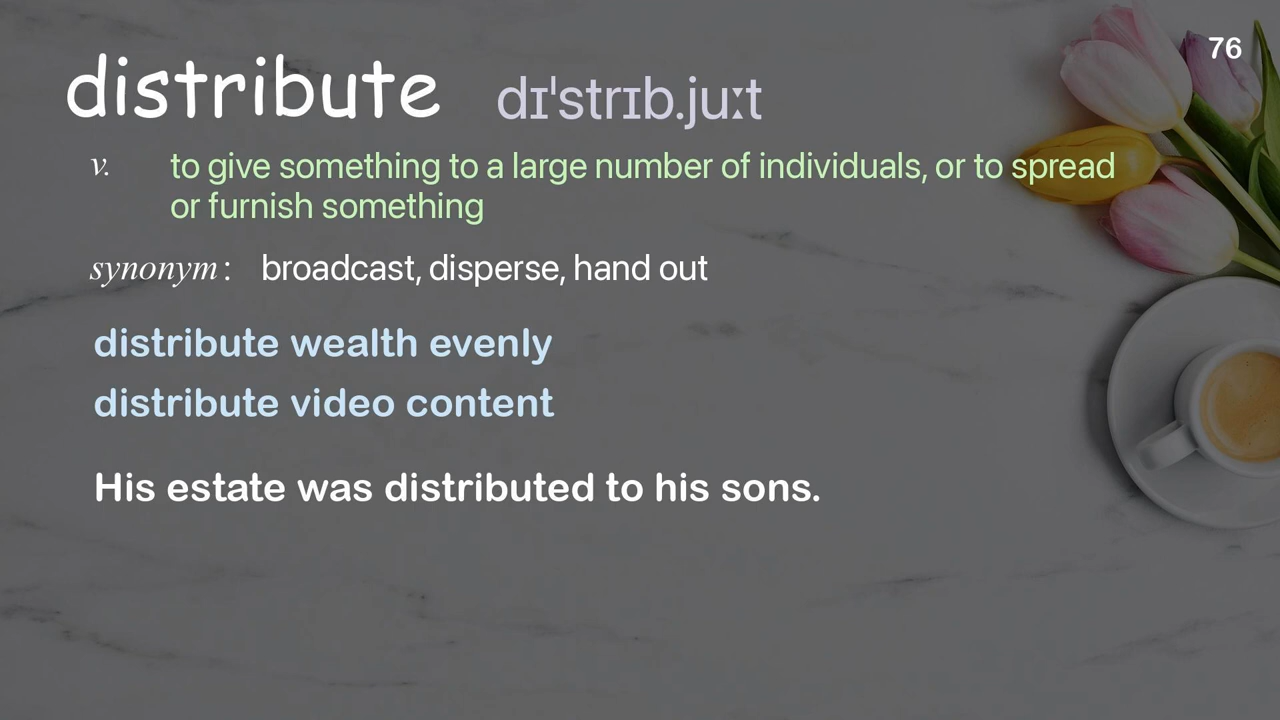 76
distribute dɪˈstrɪb.juːt
v. to give something to a large number of individuals, or to spread
or furnish something
synonym : broadcast, disperse, hand out
distribute wealth evenly
distribute video content
His estate was distributed to his sons.